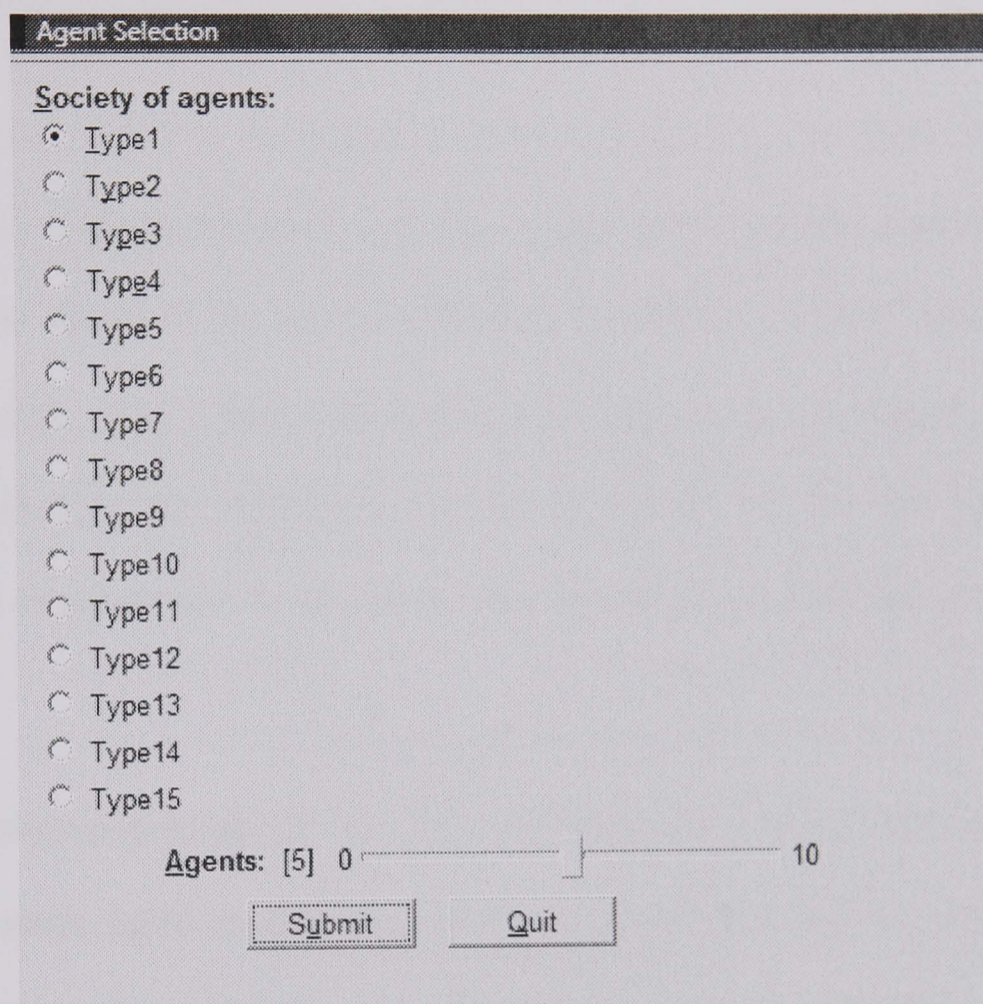 Agent Selection
Society of agents:
Type1
Type2
Type3
Type4
Type5
Type6
Type7
Type8
Type9
Type10
Type11
Type12
Type13
Type14
Type15
Agents: [5] 0 10
Submit Quit